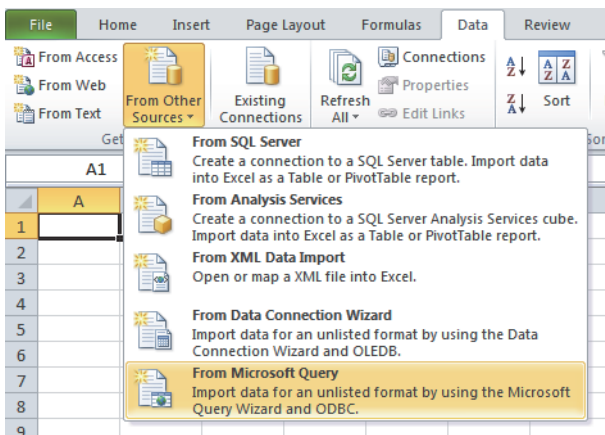 File Home Insert Page Layout Formulas Data Review
From Access
From Web
From Text
From Other
Sources
Existing
Connections
Refresh
All
Connections
Properties
Edit Links
A
Z
Z
A
A Z
Z A
Sort
Get
Sor
A1
From SQL Server
Create a connection to a SQL Server table. Import data
into Excel as a Table or PivotTable report.
From Analysis Services
Create a connection to a SQL Server Analysis Services cube.
Import data into Excel as a Table or PivotTable report.
From XML Data Import
Open or map a XML file into Excel.
From Data Connection Wizard
Import data for an unlisted format by using the Data
Connection Wizard and OLEDB.
From Microsoft Query
Import data for an unlisted format by using the Microsoft
Query Wizard and ODBC.
A
1
2
3
4
5
6
7
8
9